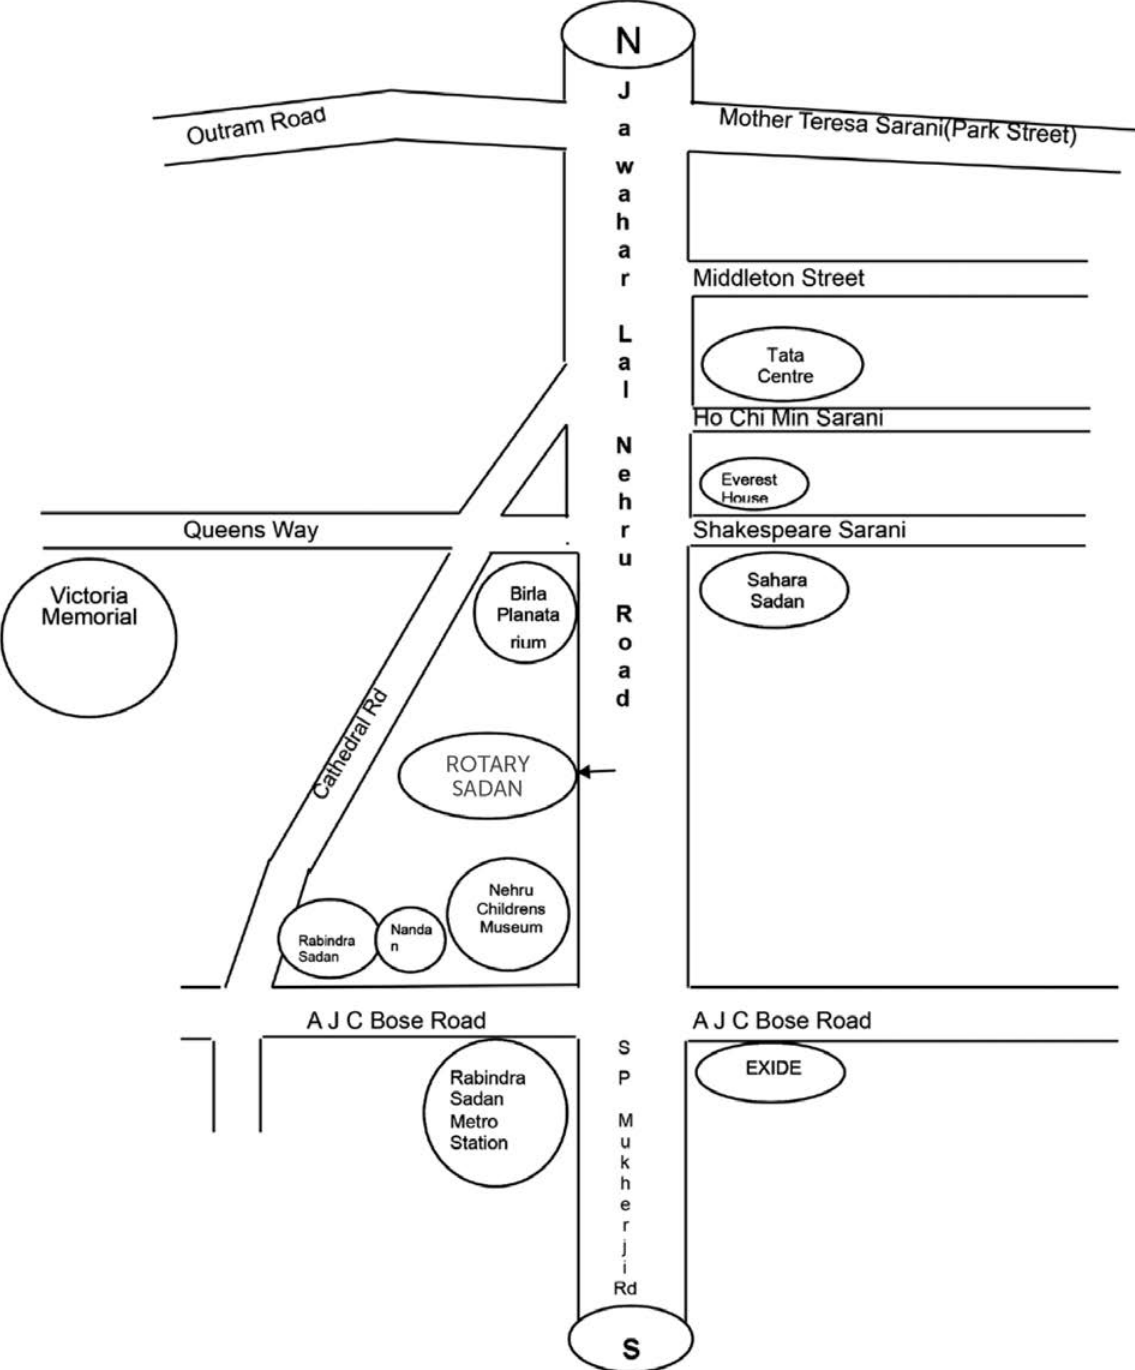 N
Jawahar Lal Nehru Road
Outram Road
Mother Teresa Sarani(Park Street)
Middleton Street
Tata
Centre
Ho Chi Min Sarani
Everest
House
Queens Way
Shakespeare Sarani
Victoria
Memorial
Birla
Planata
rium
Sahara
Sadan
Cathedral Rd
ROTARY
SADAN
Nehru
Childrens
Museum
Rabindra
Sadan
Nanda
n
A J C Bose Road
A J C Bose Road
Rabindra
Sadan
Metro
Station
EXIDE
S P Mukherji Rd
S